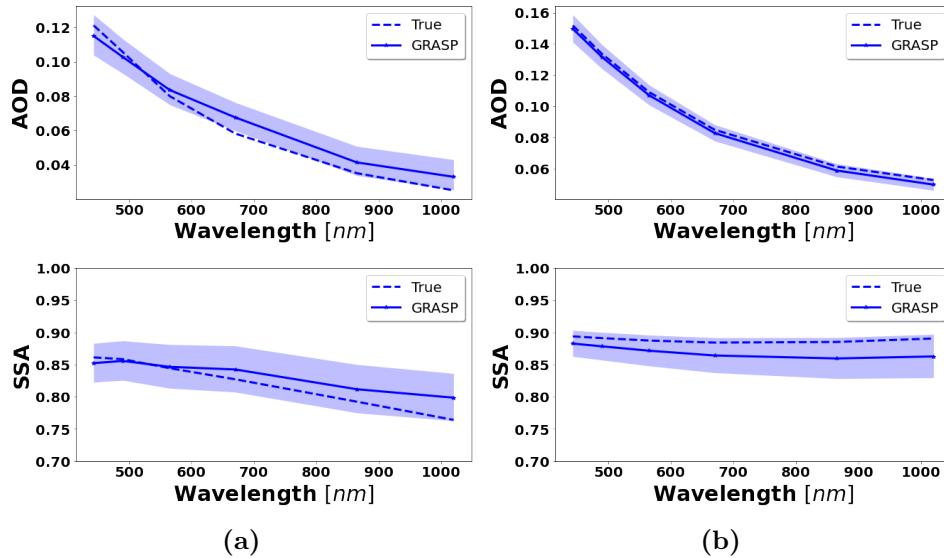 0.12
0.10
0.08
0.06
0.04
AOD
True
GRASP
500 600 700 800 900 1000
Wavelength [nm]
0.16
0.14
0.12
0.10
0.08
0.06
AOD
True
GRASP
500 600 700 800 900 1000
Wavelength [nm]
1.00
0.95
0.90
0.85
0.80
0.75
0.70
SSA
True
GRASP
500 600 700 800 900 1000
Wavelength [nm]
1.00
0.95
0.90
0.85
0.80
0.75
0.70
SSA
True
GRASP
500 600 700 800 900 1000
Wavelength [nm]
(a)
(b)